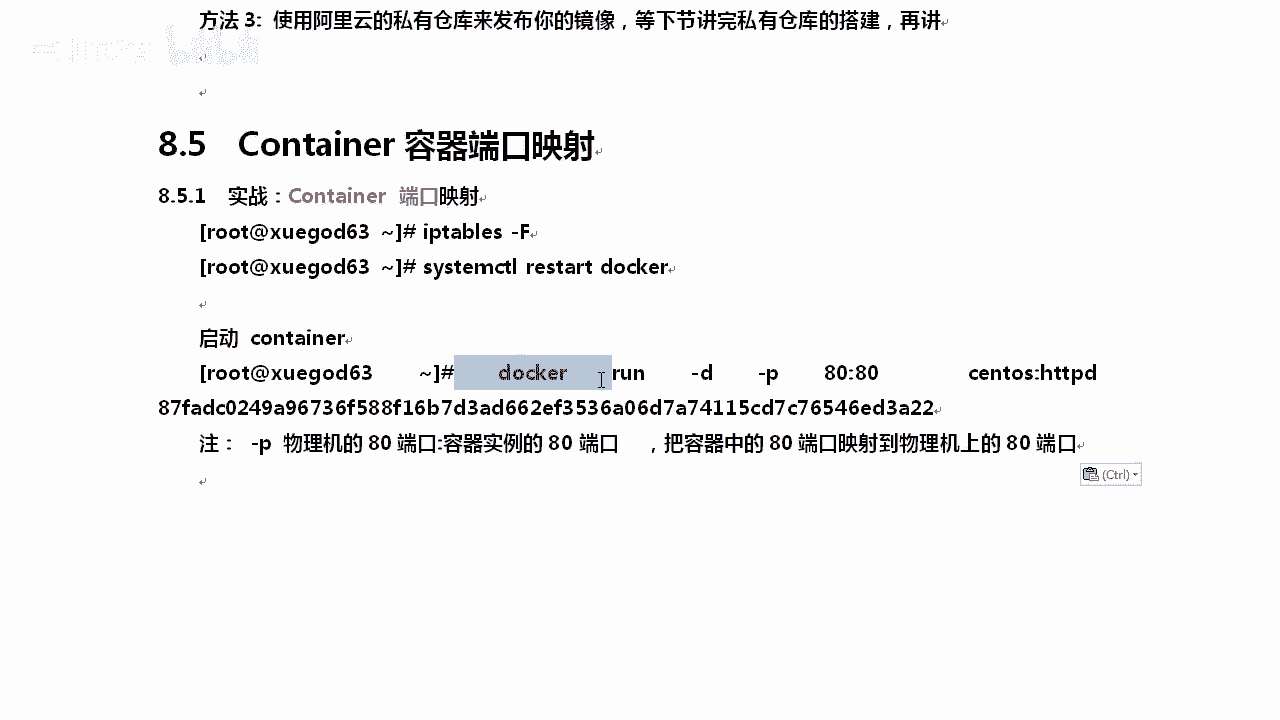 方法 3: 使用阿里云的私有仓库来发布你的镜像，等下节讲完私有仓库的搭建，再讲
8.5 Container 容器端口映射
8.5.1 实战：Container 端口映射
[root@xuegod63 ~]# iptables -F
[root@xuegod63 ~]# systemctl restart docker
启动 container
[root@xuegod63 ~]# docker run -d -p 80:80 centos:httpd
87fadc0249a96736f588f16b7d3ad662ef3536a06d7a74115cd7c76546ed3a22
注： -p 物理机的 80 端口:容器实例的 80 端口 ，把容器中的 80 端口映射到物理机上的 80 端口
(Ctrl)